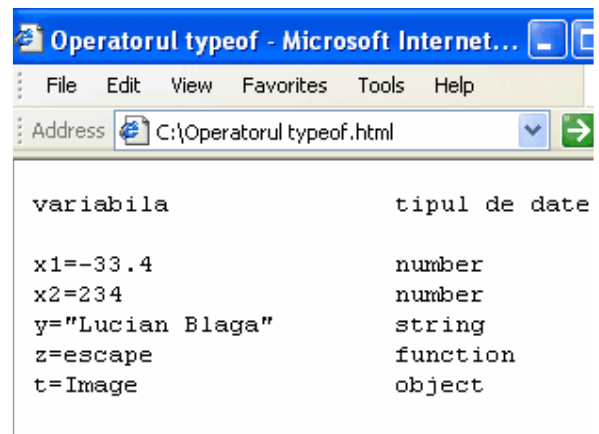 Operatorul typeof - Microsoft Internet...
File Edit View Favorites Tools Help
Address C:\Operatorul typeof.html
variabila tipul de date
x1=-33.4 number
x2=234 number
y="Lucian Blaga" string
z=escape function
t=Image object